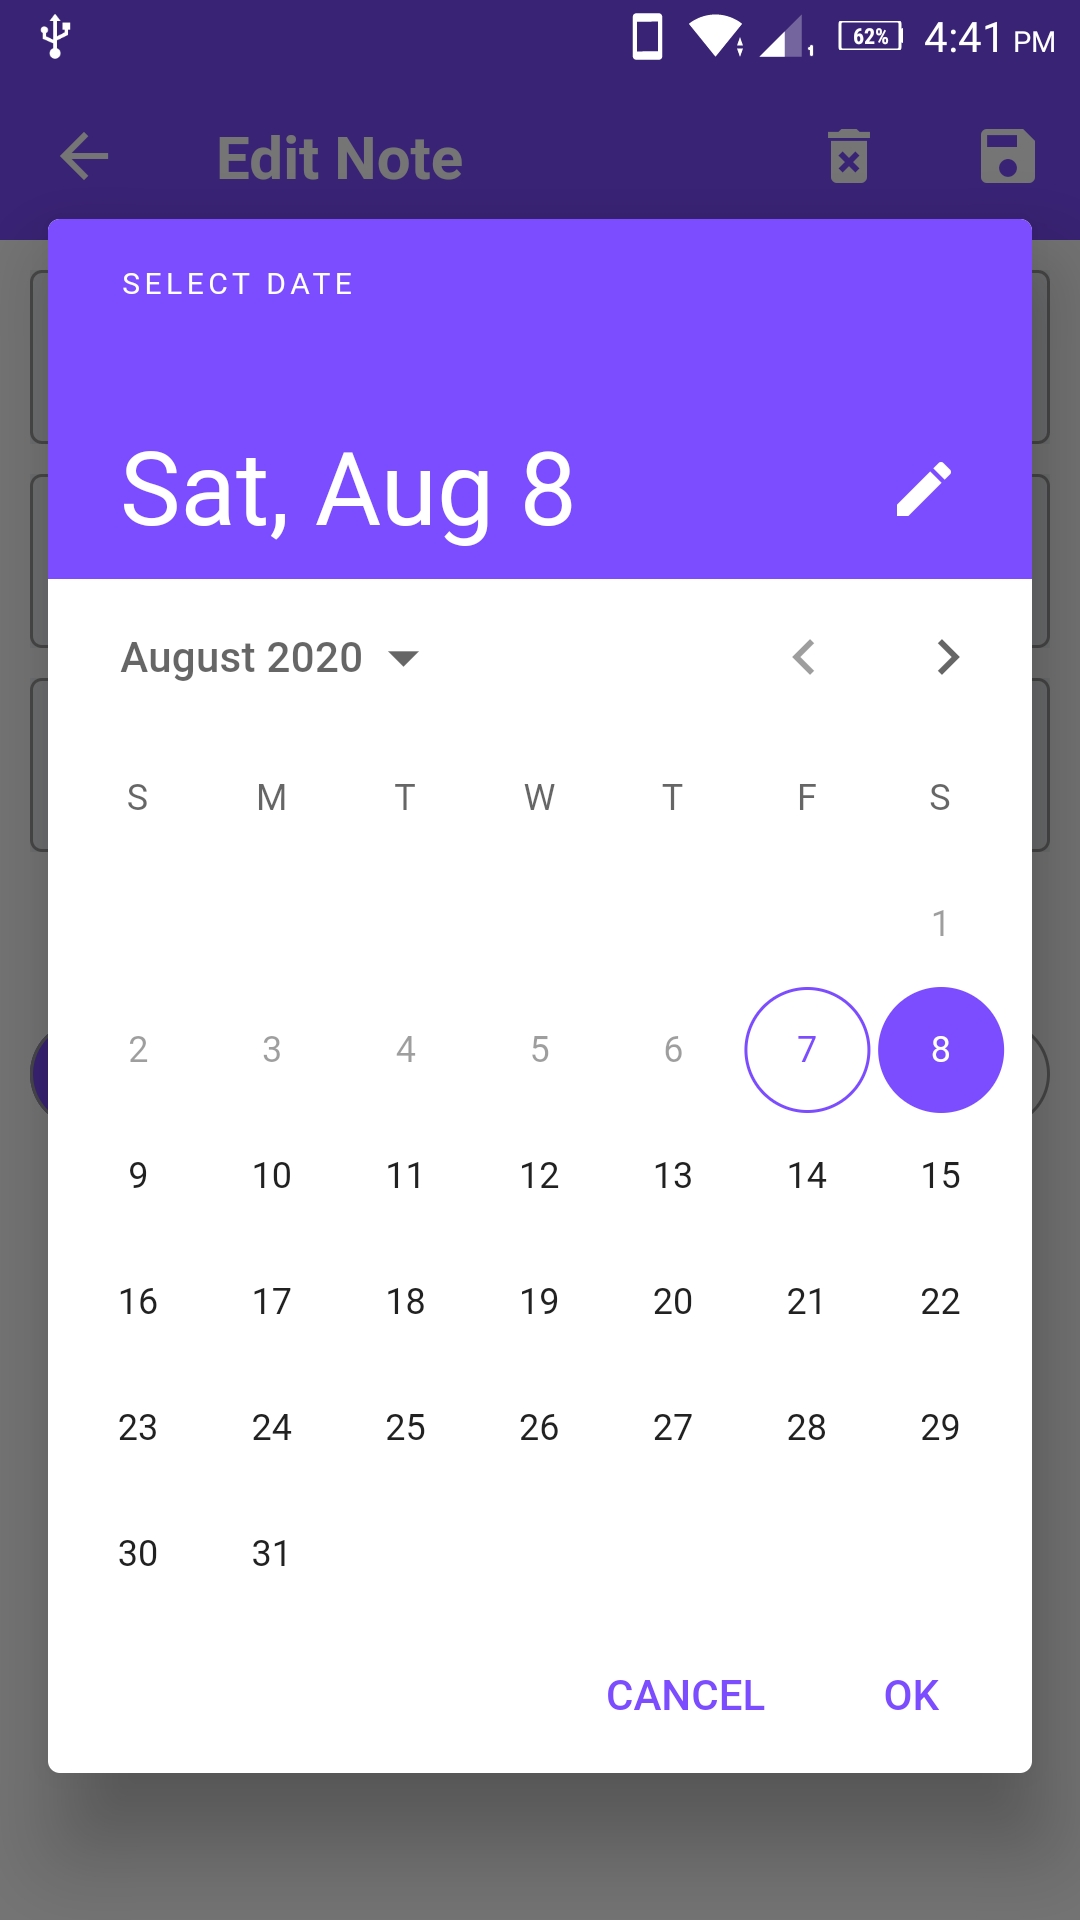 62% 4:41 PM
Edit Note
SELECT DATE
Sat, Aug 8
August 2020
S M T W T F S
1
2 3 4 5 6 7 8
9 10 11 12 13 14 15
16 17 18 19 20 21 22
23 24 25 26 27 28 29
30 31
CANCEL OK